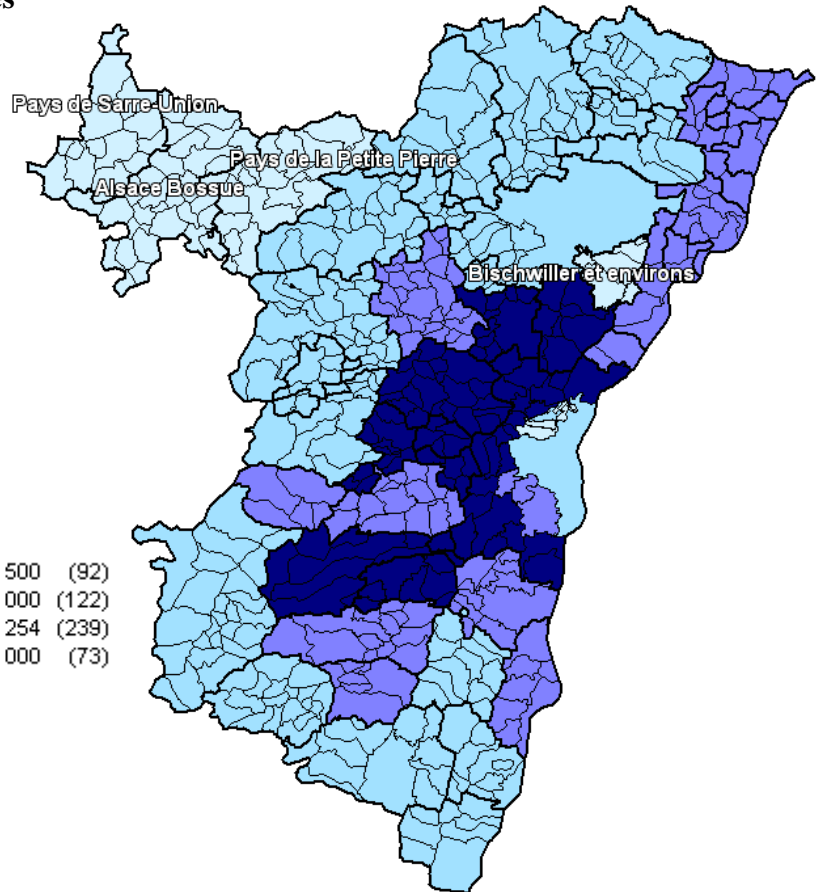 Pays de Sarre-Union
Pays de la Petite Pierre
Alsace Bossue
Bischwiller et environs
500 (92)
000 (122)
254 (239)
000 (73)